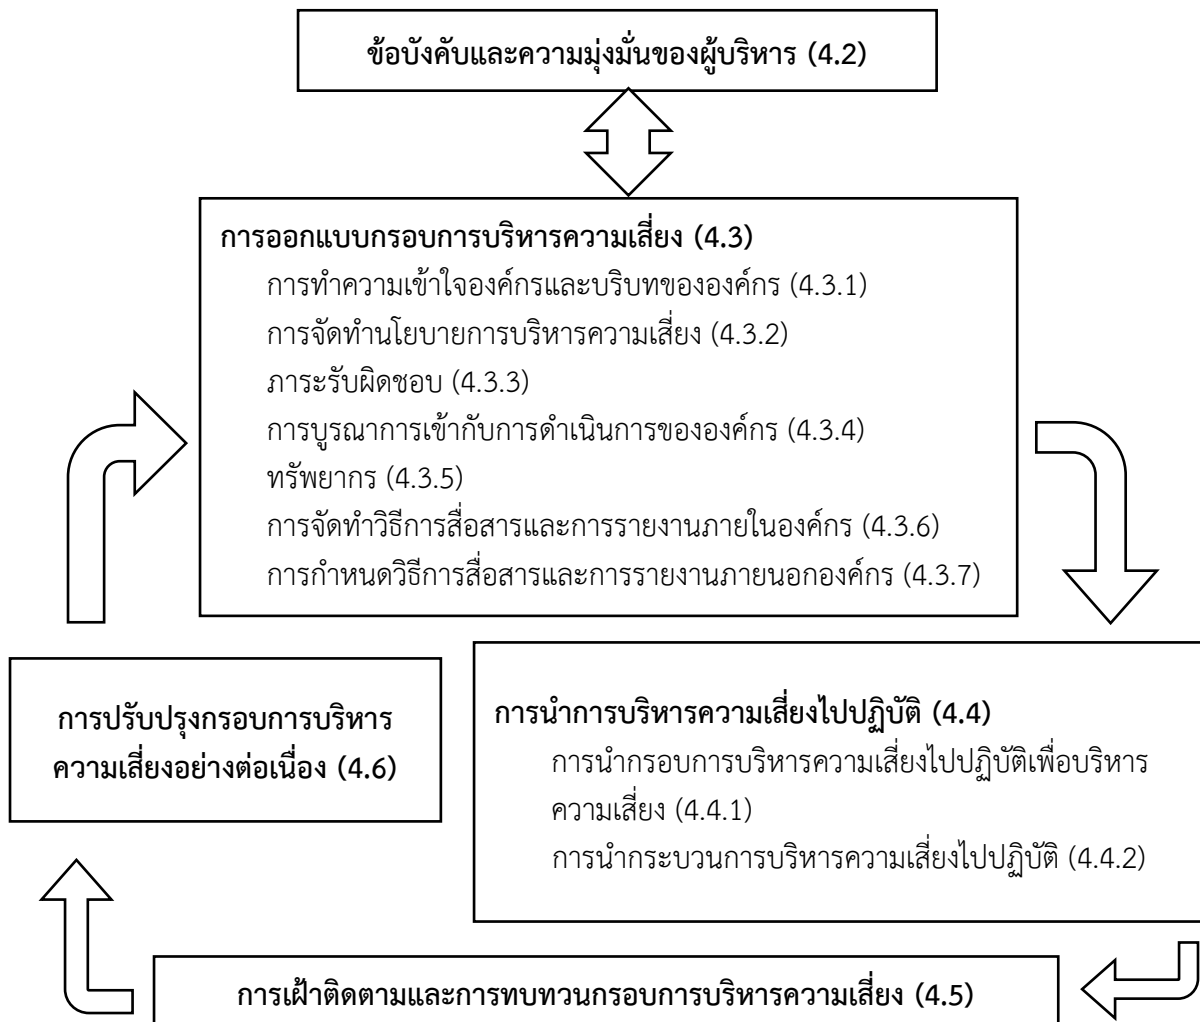 ข้อบังคับและความมุ่งมั่นของผู้บริหาร (4.2)
การออกแบบกรอบการบริหารความเสี่ยง (4.3)
การทำความเข้าใจองค์กรและบริบทขององค์กร (4.3.1)
การจัดทำนโยบายการบริหารความเสี่ยง (4.3.2)
ภาระรับผิดชอบ (4.3.3)
การบูรณาการเข้ากับการดำเนินการขององค์กร (4.3.4)
ทรัพยากร (4.3.5)
การจัดทำวิธีการสื่อสารและการรายงานภายในองค์กร (4.3.6)
การกำหนดวิธีการสื่อสารและการรายงานภายนอกองค์กร (4.3.7)
การปรับปรุงกรอบการบริหาร
ความเสี่ยงอย่างต่อเนื่อง (4.6)
การนำการบริหารความเสี่ยงไปปฏิบัติ (4.4)
การนำกรอบการบริหารความเสี่ยงไปปฏิบัติเพื่อบริหาร
ความเสี่ยง (4.4.1)
การนำกระบวนการบริหารความเสี่ยงไปปฏิบัติ (4.4.2)
การเฝ้าติดตามและการทบทวนกรอบการบริหารความเสี่ยง (4.5)